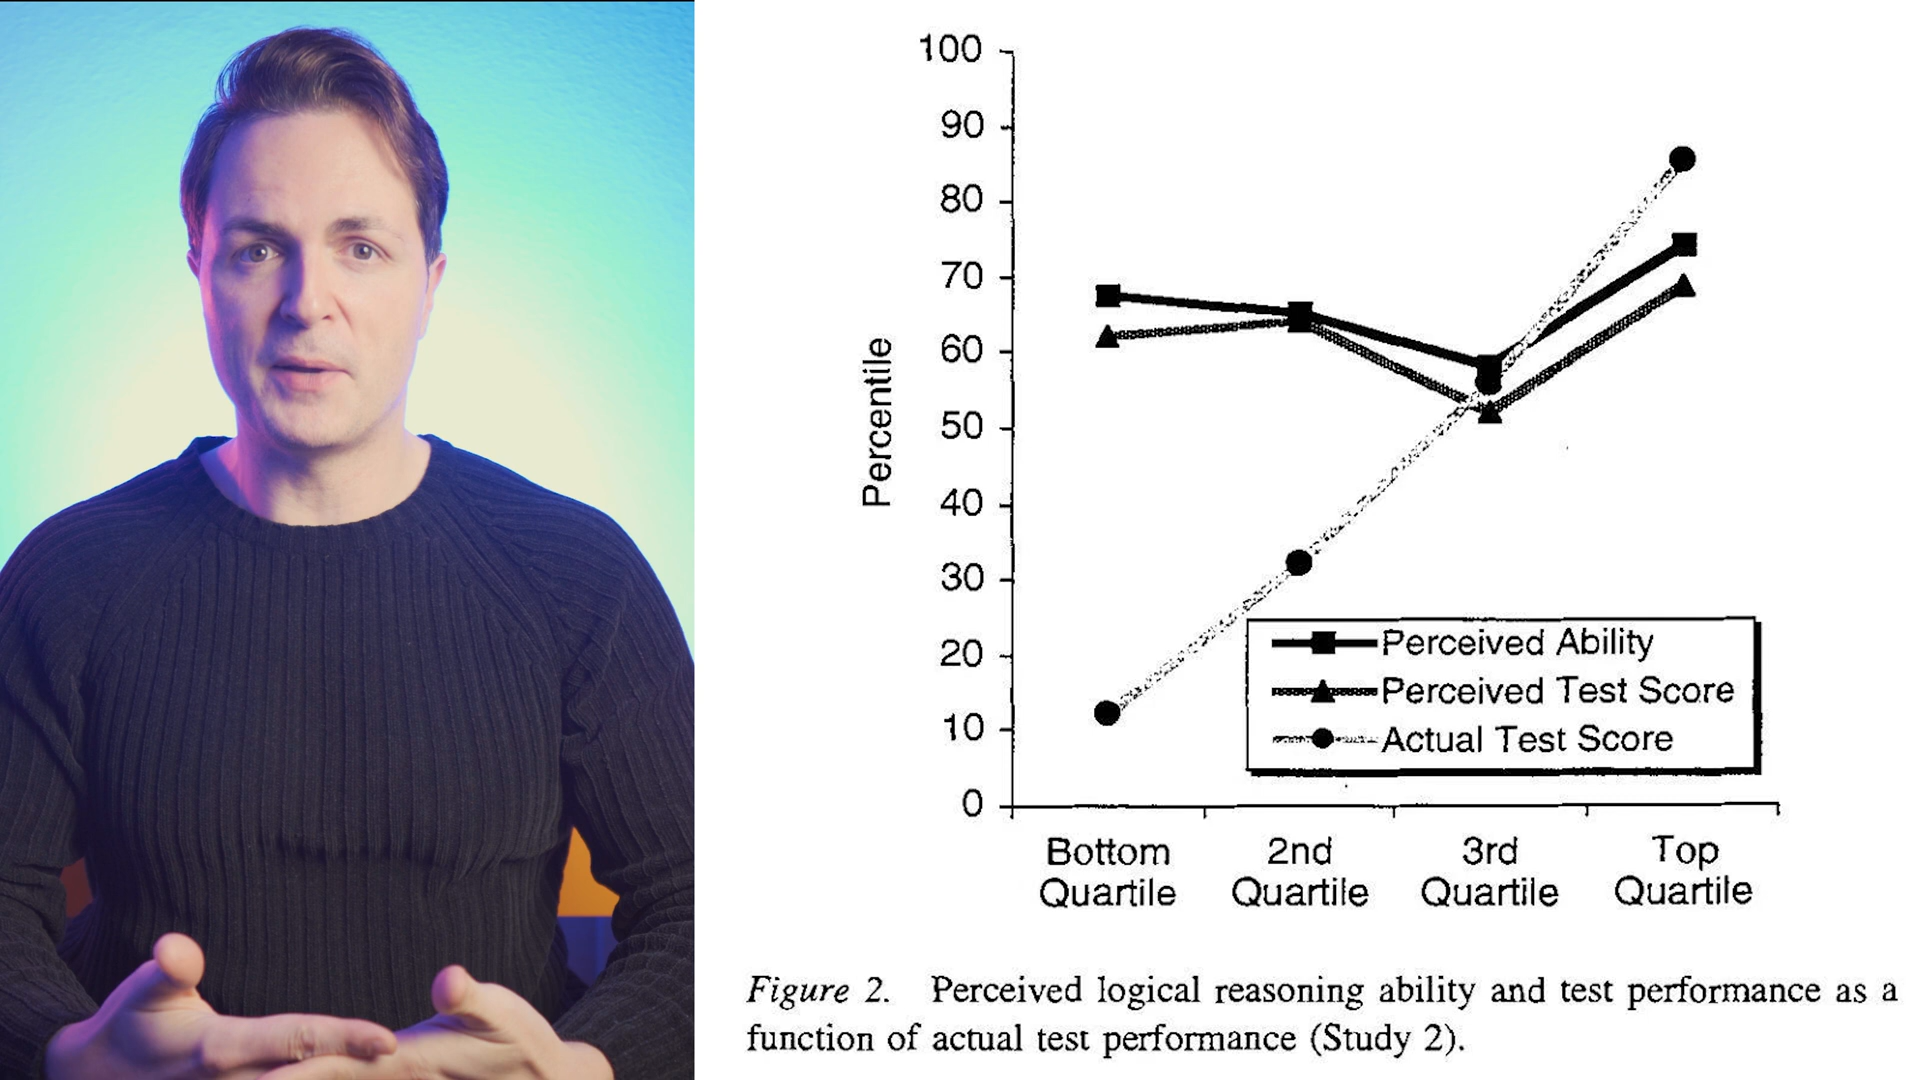 100
90
80
70
60
50
40
30
20
10
0
Percentile
Perceived Ability
Perceived Test Score
Actual Test Score
Bottom Quartile
2nd Quartile
3rd Quartile
Top Quartile
Figure 2. Perceived logical reasoning ability and test performance as a
function of actual test performance (Study 2).